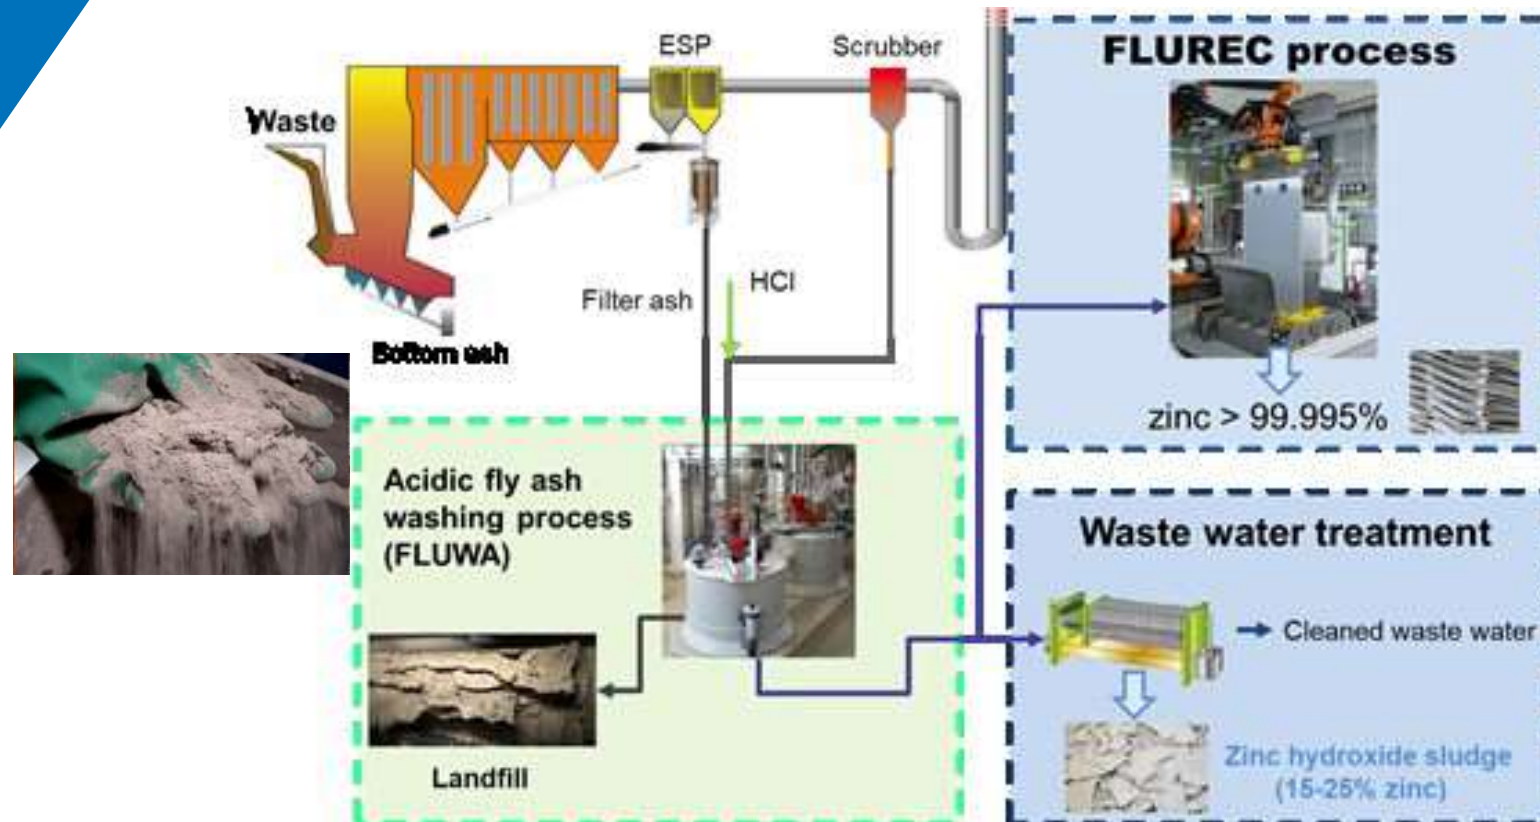 ESP
Scrubber
Waste
Filter ash
HCl
Bottom ash
FLUREC process
zinc > 99.995%
Acidic fly ash
washing process
(FLUWA)
Landfill
Waste water treatment
Cleaned waste water
Zinc hydroxide sludge
(15-25% zinc)